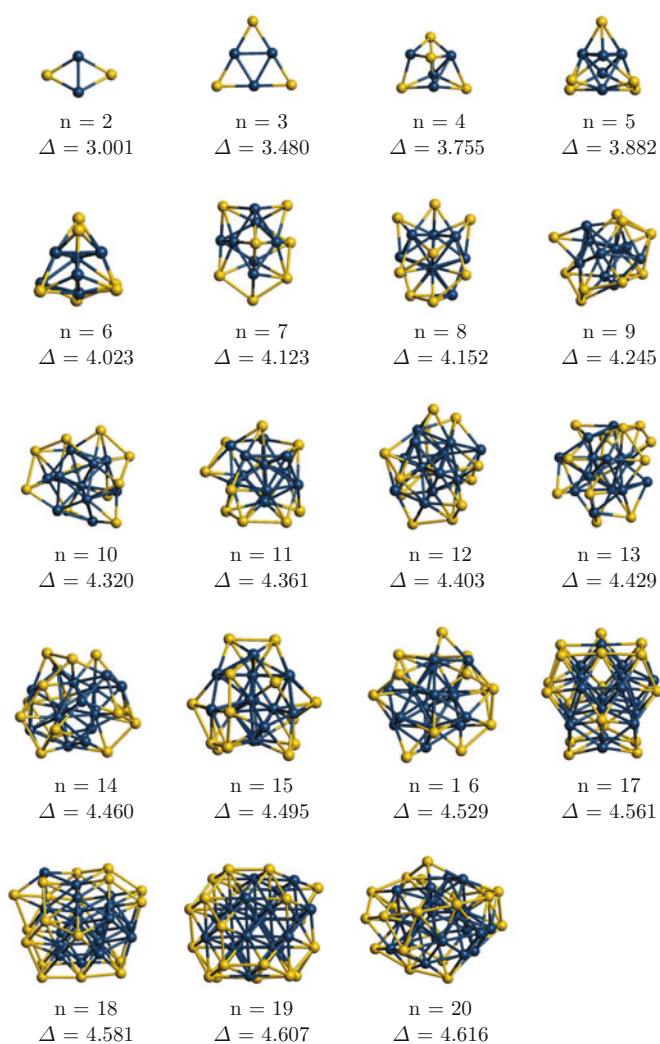 n = 2
Δ = 3.001
n = 3
Δ = 3.480
n = 4
Δ = 3.755
n = 5
Δ = 3.882
n = 6
Δ = 4.023
n = 7
Δ = 4.123
n = 8
Δ = 4.152
n = 9
Δ = 4.245
n = 10
Δ = 4.320
n = 11
Δ = 4.361
n = 12
Δ = 4.403
n = 13
Δ = 4.429
n = 14
Δ = 4.460
n = 15
Δ = 4.495
n = 1 6
Δ = 4.529
n = 17
Δ = 4.561
n = 18
Δ = 4.581
n = 19
Δ = 4.607
n = 20
Δ = 4.616